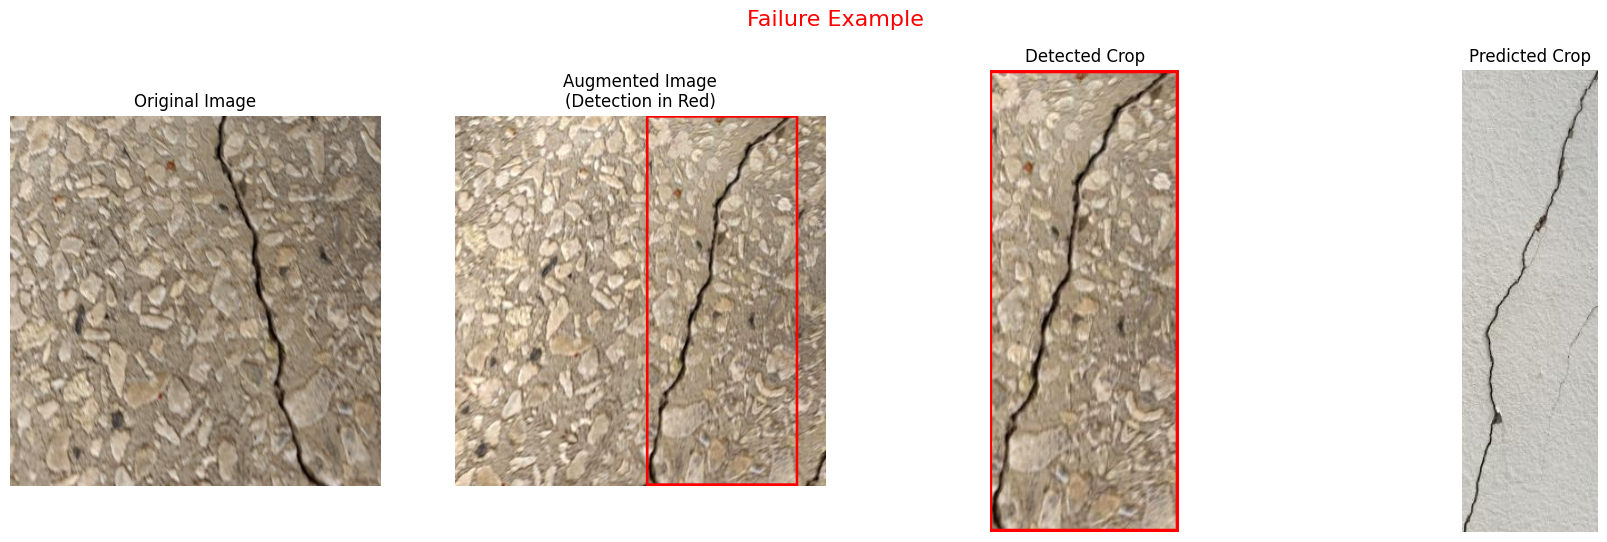 Failure Example
Original Image
Augmented Image
(Detection in Red)
Detected Crop
Predicted Crop